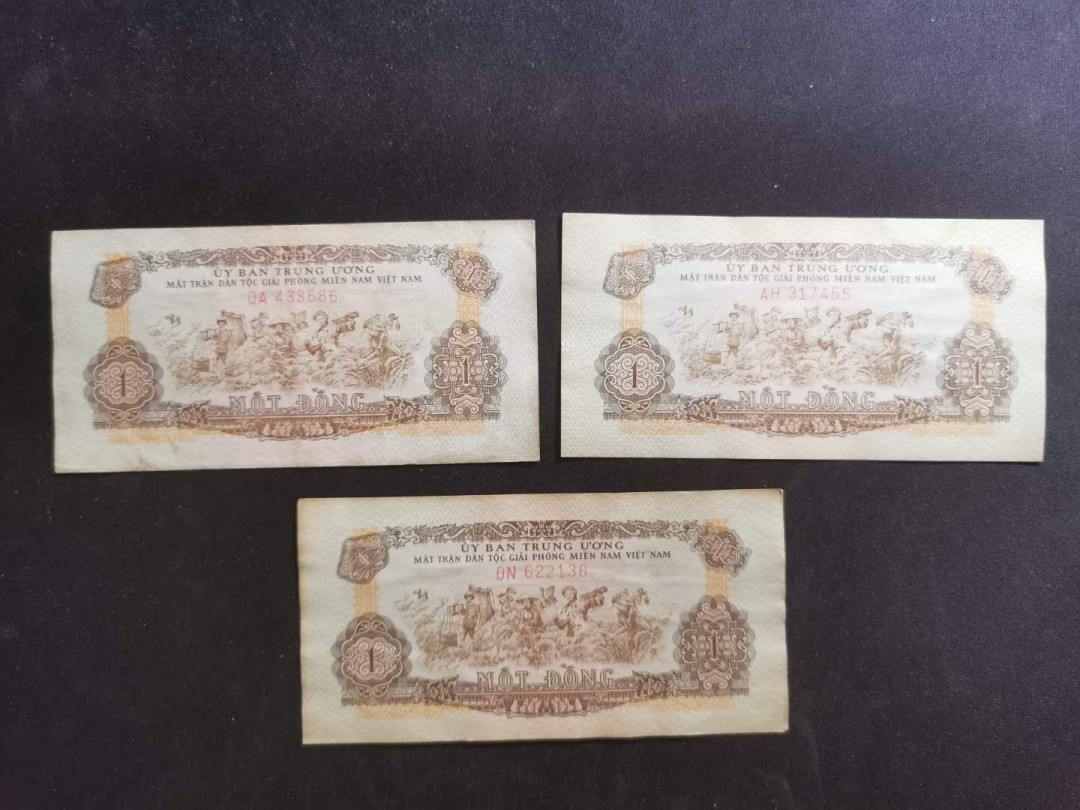 ỦY BAN TRUNG ƯƠNG
MẶT TRẬN DÂN TỘC GIẢI PHÓNG MIỀN NAM VIỆT NAM
1
1
MỘT ĐỒNG
ỦY BAN TRUNG ƯƠNG
MẶT TRẬN DÂN TỘC GIẢI PHÓNG MIỀN NAM VIỆT NAM
AH 317455
1
1
MỘT ĐỒNG
ỦY BAN TRUNG ƯƠNG
MẶT TRẬN DÂN TỘC GIẢI PHÓNG MIỀN NAM VIỆT NAM
DN 622136
1
1
MỘT ĐỒNG